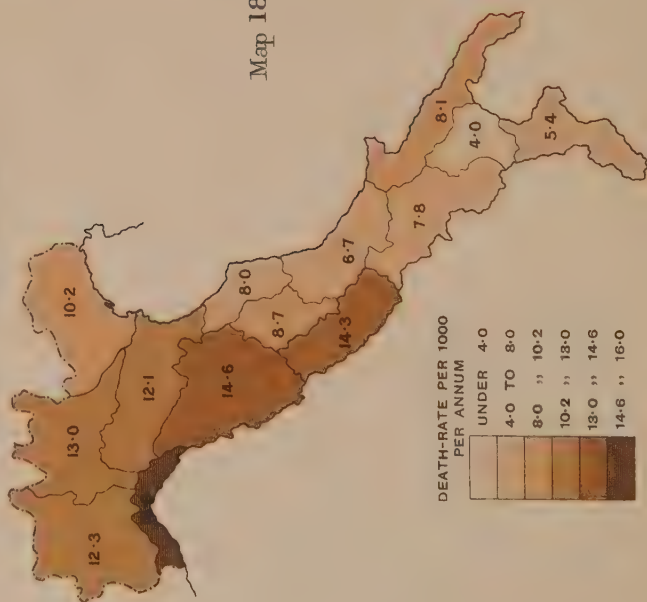 Map 18
10·2
13·0
12·3
12·1
14·6
8·0
8·7
6·7
14·3
8·1
4·0
7·8
5·4
DEATH-RATE PER 1000
PER ANNUM
UNDER 4·0
4·0 TO 8·0
8·0 ,, 10·2
10·2 ,, 13·0
13·0 ,, 14·6
14·6 ,, 16·0